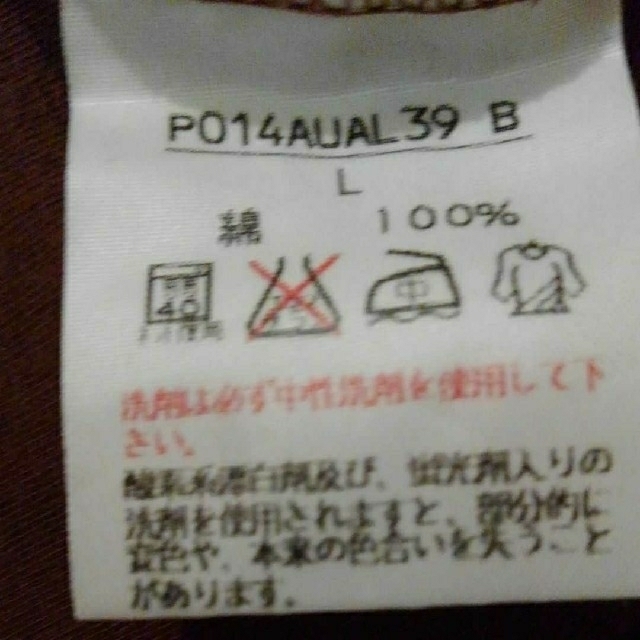 P014AUAL39 B
L
綿 100%
40 中
洗剤は必ず中性洗剤を使用して下
さい。
酸素系漂白剤及び、蛍光剤入りの
洗剤を使用されますと、部分的に
変色や、本来の色合いを失うこと
があります。